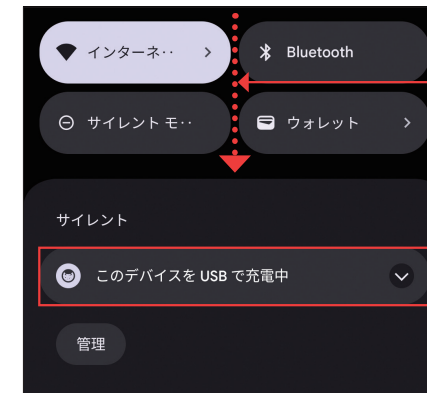 インターネ‥
Bluetooth
サイレント モ‥
ウォレット
サイレント
このデバイスを USB で充電中
管理